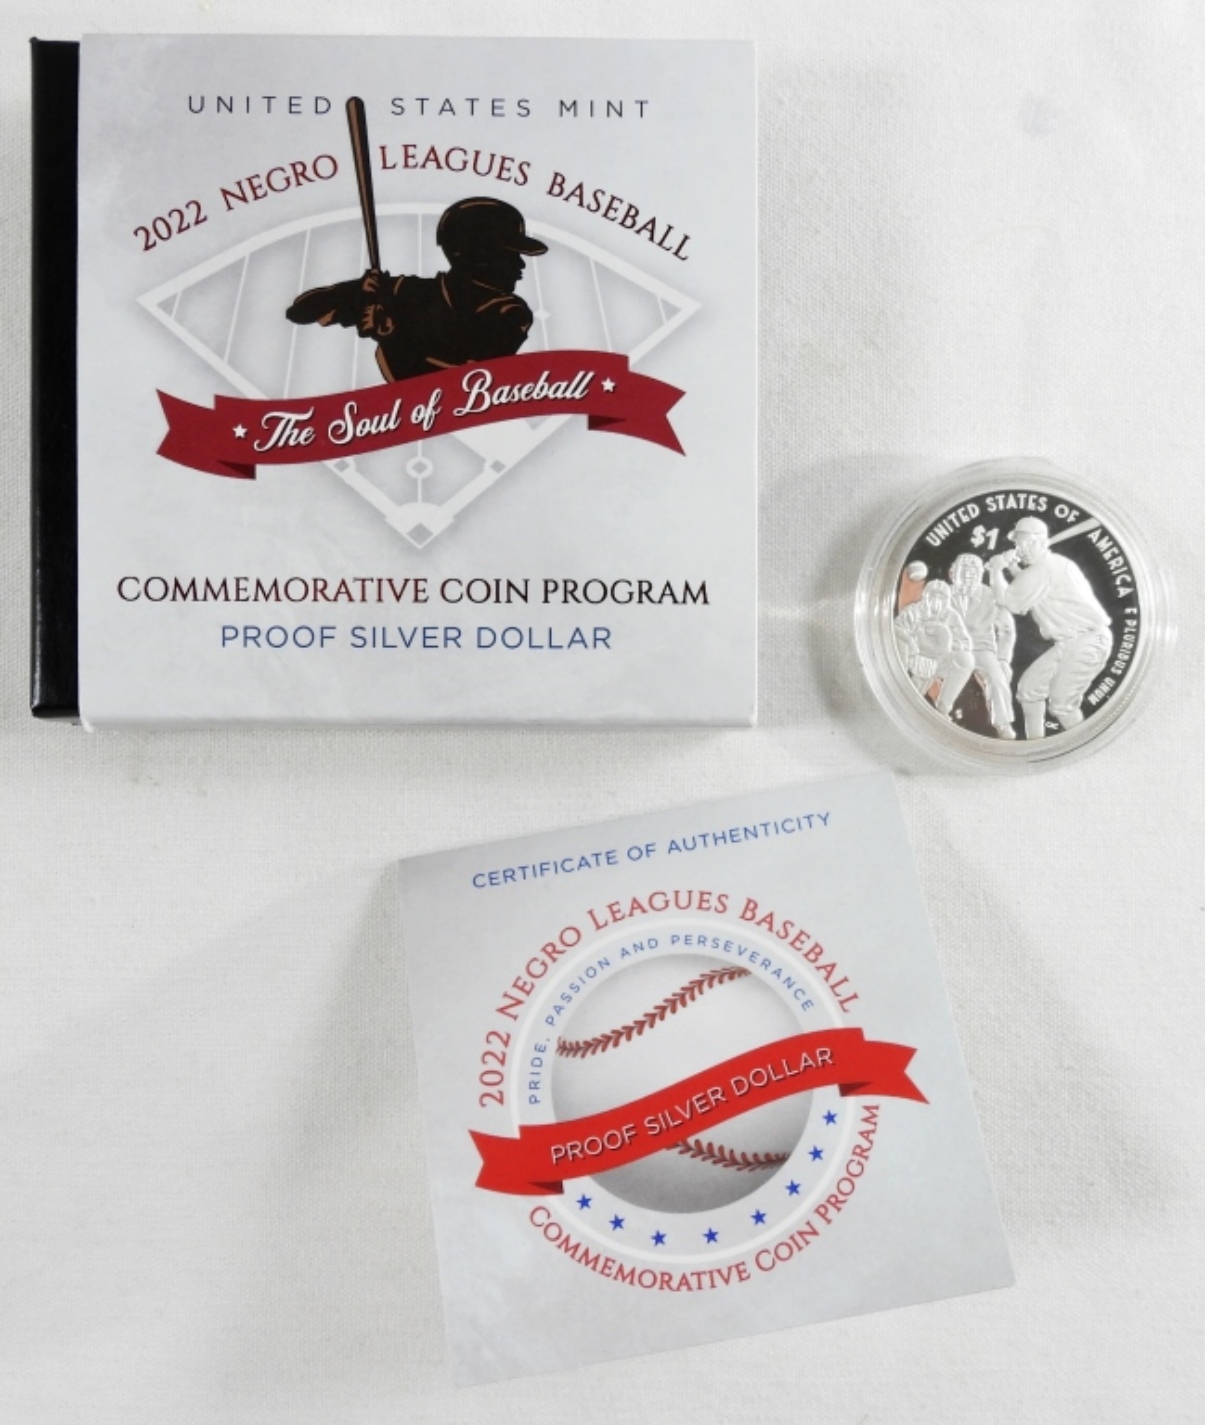 UNITED STATES MINT
2022 NEGRO LEAGUES BASEBALL
The Soul of Baseball
COMMEMORATIVE COIN PROGRAM
PROOF SILVER DOLLAR
UNITED STATES OF AMERICA E PLURIBUS UNUM
$1
S
CERTIFICATE OF AUTHENTICITY
2022 NEGRO LEAGUES BASEBALL
PRIDE, PASSION AND PERSEVERANCE
PROOF SILVER DOLLAR
COMMEMORATIVE COIN PROGRAM